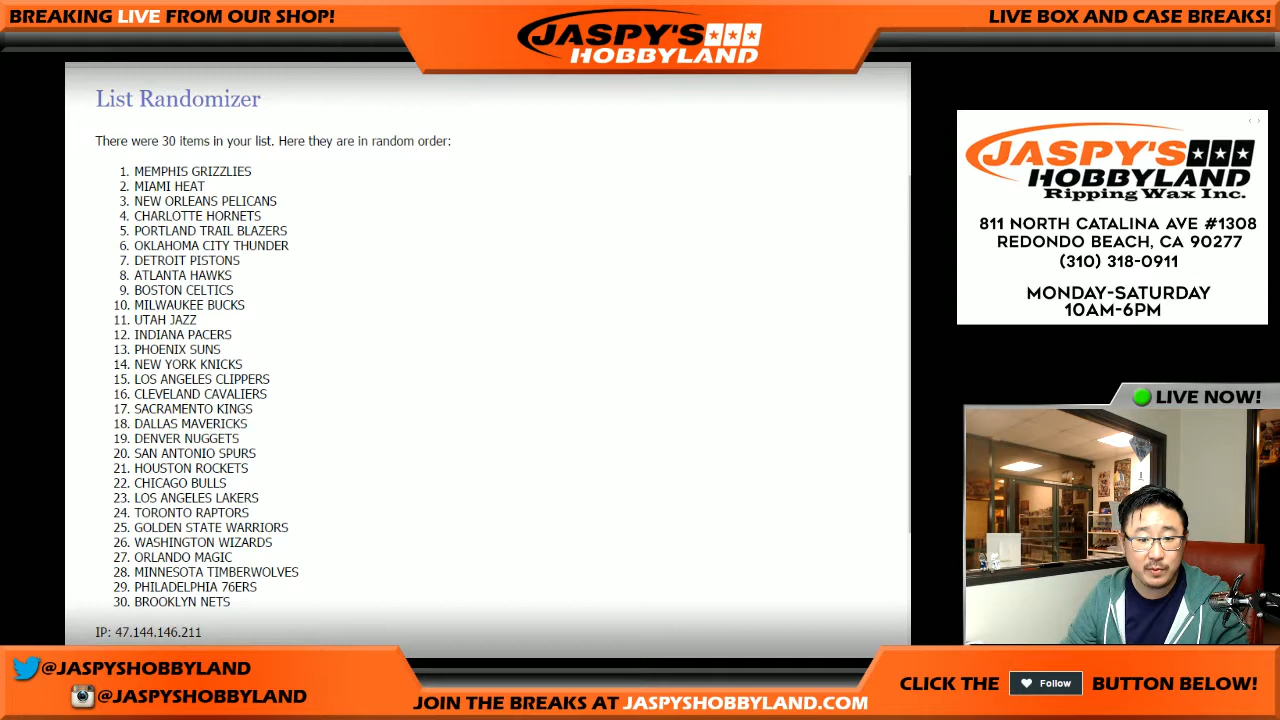 BREAKING LIVE FROM OUR SHOP!
JASPY'S
HOBBYLAND
LIVE BOX AND CASE BREAKS!
List Randomizer
There were 30 items in your list. Here they are in random order:
1. MEMPHIS GRIZZLIES
2. MIAMI HEAT
3. NEW ORLEANS PELICANS
4. CHARLOTTE HORNETS
5. PORTLAND TRAIL BLAZERS
6. OKLAHOMA CITY THUNDER
7. DETROIT PISTONS
8. ATLANTA HAWKS
9. BOSTON CELTICS
10. MILWAUKEE BUCKS
11. UTAH JAZZ
12. INDIANA PACERS
13. PHOENIX SUNS
14. NEW YORK KNICKS
15. LOS ANGELES CLIPPERS
16. CLEVELAND CAVALIERS
17. SACRAMENTO KINGS
18. DALLAS MAVERICKS
19. DENVER NUGGETS
20. SAN ANTONIO SPURS
21. HOUSTON ROCKETS
22. CHICAGO BULLS
23. LOS ANGELES LAKERS
24. TORONTO RAPTORS
25. GOLDEN STATE WARRIORS
26. WASHINGTON WIZARDS
27. ORLANDO MAGIC
28. MINNESOTA TIMBERWOLVES
29. PHILADELPHIA 76ERS
30. BROOKLYN NETS
IP: 47.144.146.211
JASPY'S
HOBBYLAND
Ripping Wax Inc.
811 NORTH CATALINA AVE #1308
REDONDO BEACH, CA 90277
(310) 318-0911
MONDAY-SATURDAY
10AM-6PM
LIVE NOW!
@JASPYSHOBBYLAND
@JASPYSHOBBYLAND
JOIN THE BREAKS AT JASPYSHOBBYLAND.COM
CLICK THE Follow BUTTON BELOW!